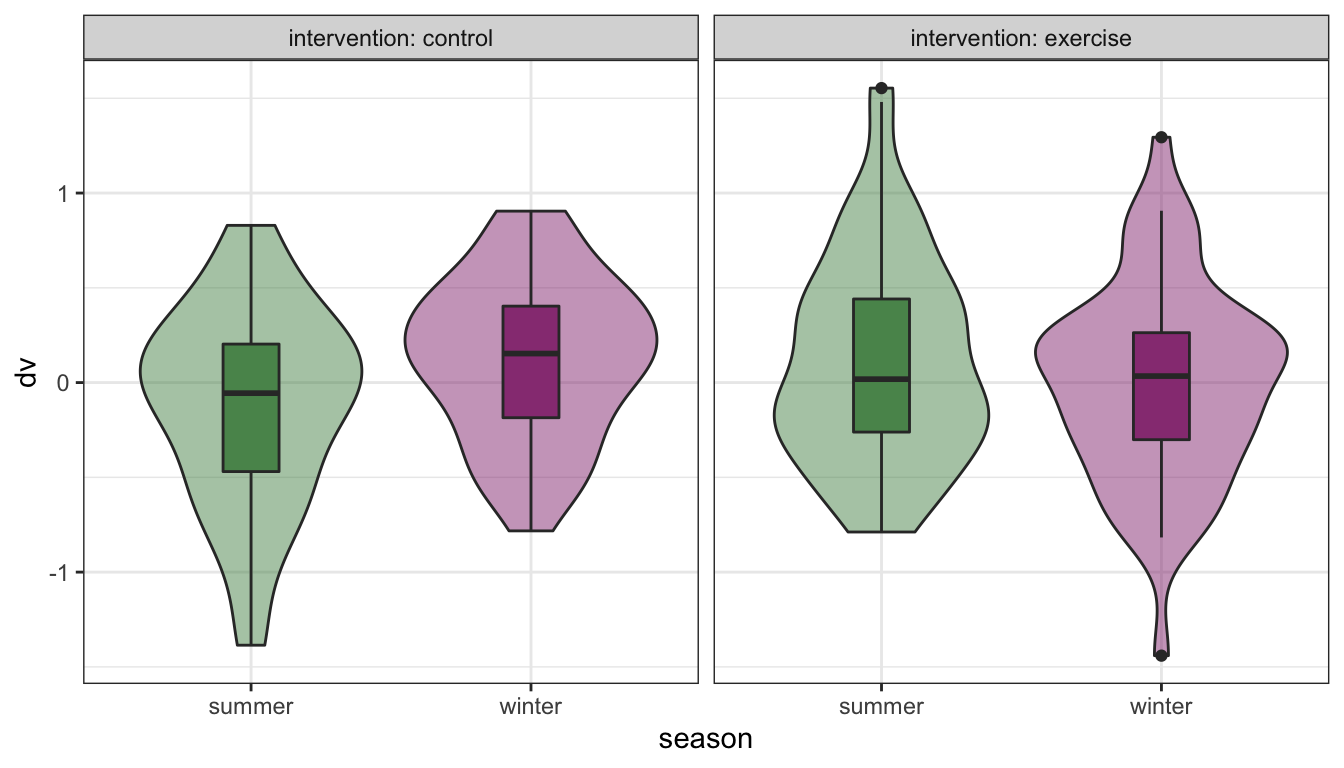 intervention: control
intervention: exercise
dv
1
0
-1
summer
winter
summer
winter
season